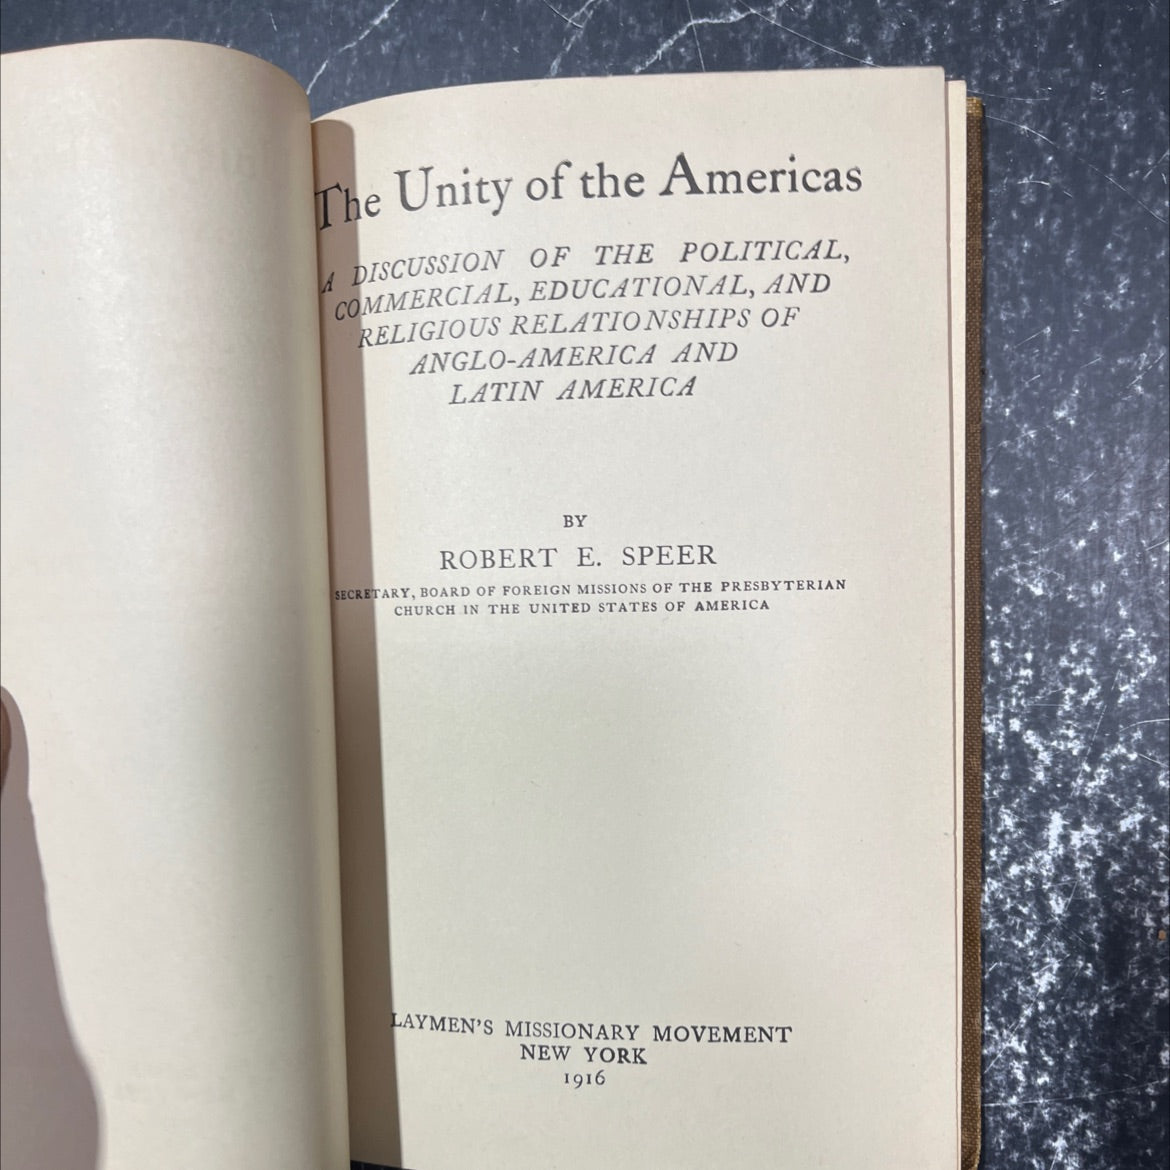 The Unity of the Americas
A DISCUSSION OF THE POLITICAL,
COMMERCIAL, EDUCATIONAL, AND
RELIGIOUS RELATIONSHIPS OF
ANGLO-AMERICA AND
LATIN AMERICA
BY
ROBERT E. SPEER
SECRETARY, BOARD OF FOREIGN MISSIONS OF THE PRESBYTERIAN
CHURCH IN THE UNITED STATES OF AMERICA
LAYMEN'S MISSIONARY MOVEMENT
NEW YORK
1916